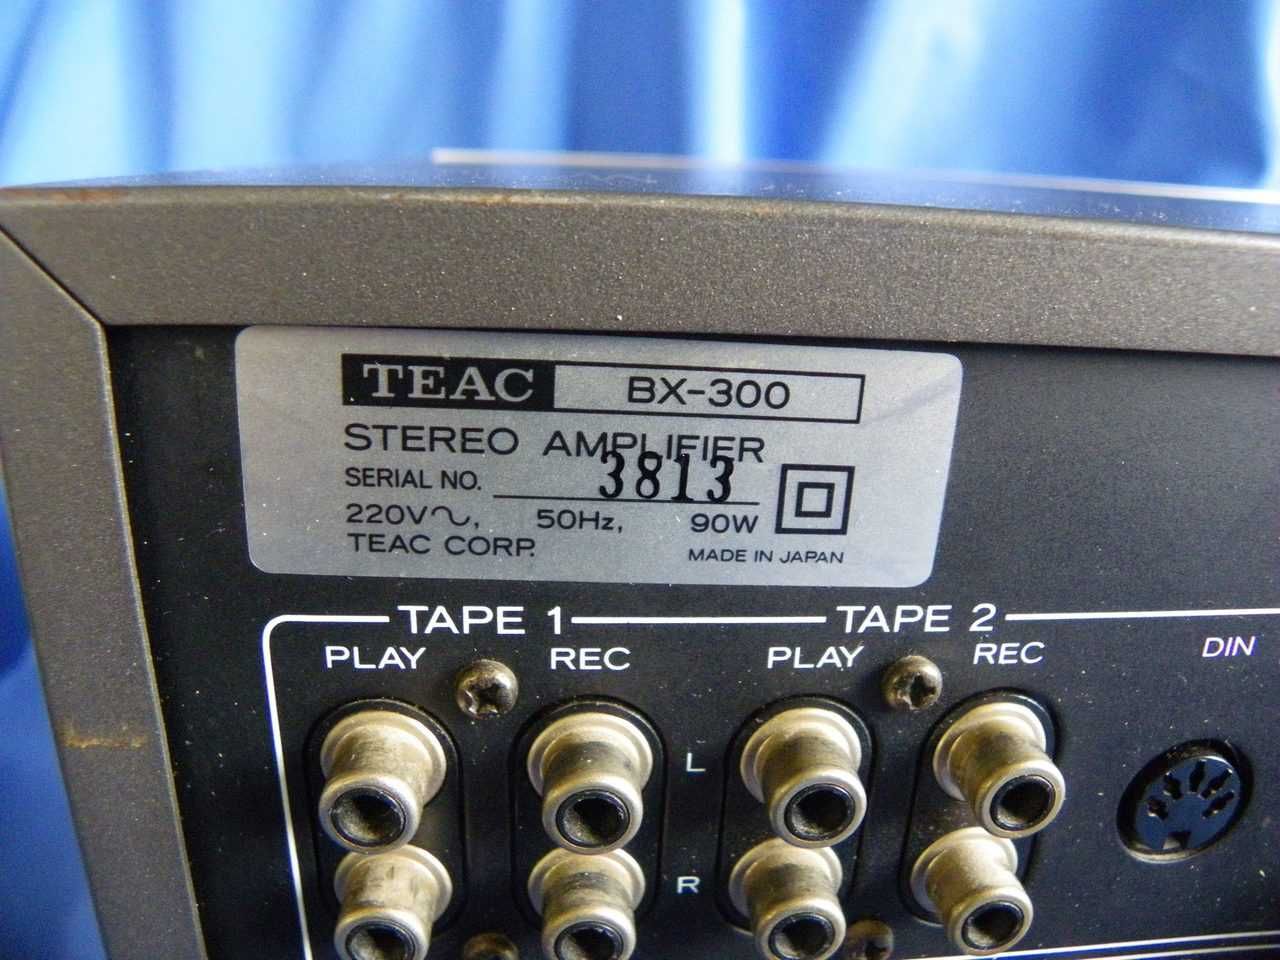 TEAC BX-300
STEREO AMPLIFIER
SERIAL NO. 3813
220V~, 50Hz, 90W
TEAC CORP. MADE IN JAPAN
TAPE 1 TAPE 2
PLAY REC PLAY REC DIN
L
R